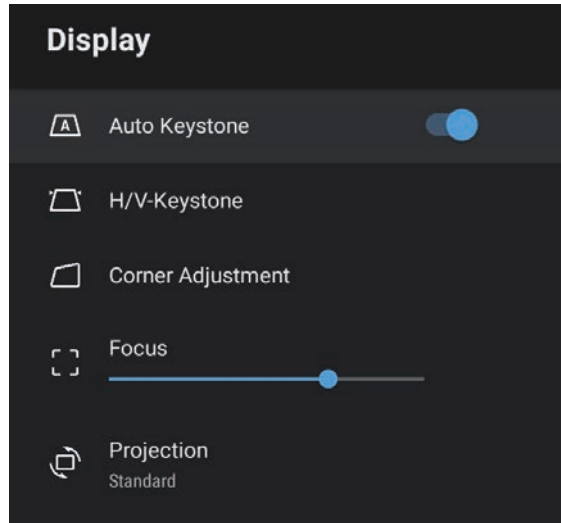 Display
A
Auto Keystone
H/V-Keystone
Corner Adjustment
Focus
Projection
Standard